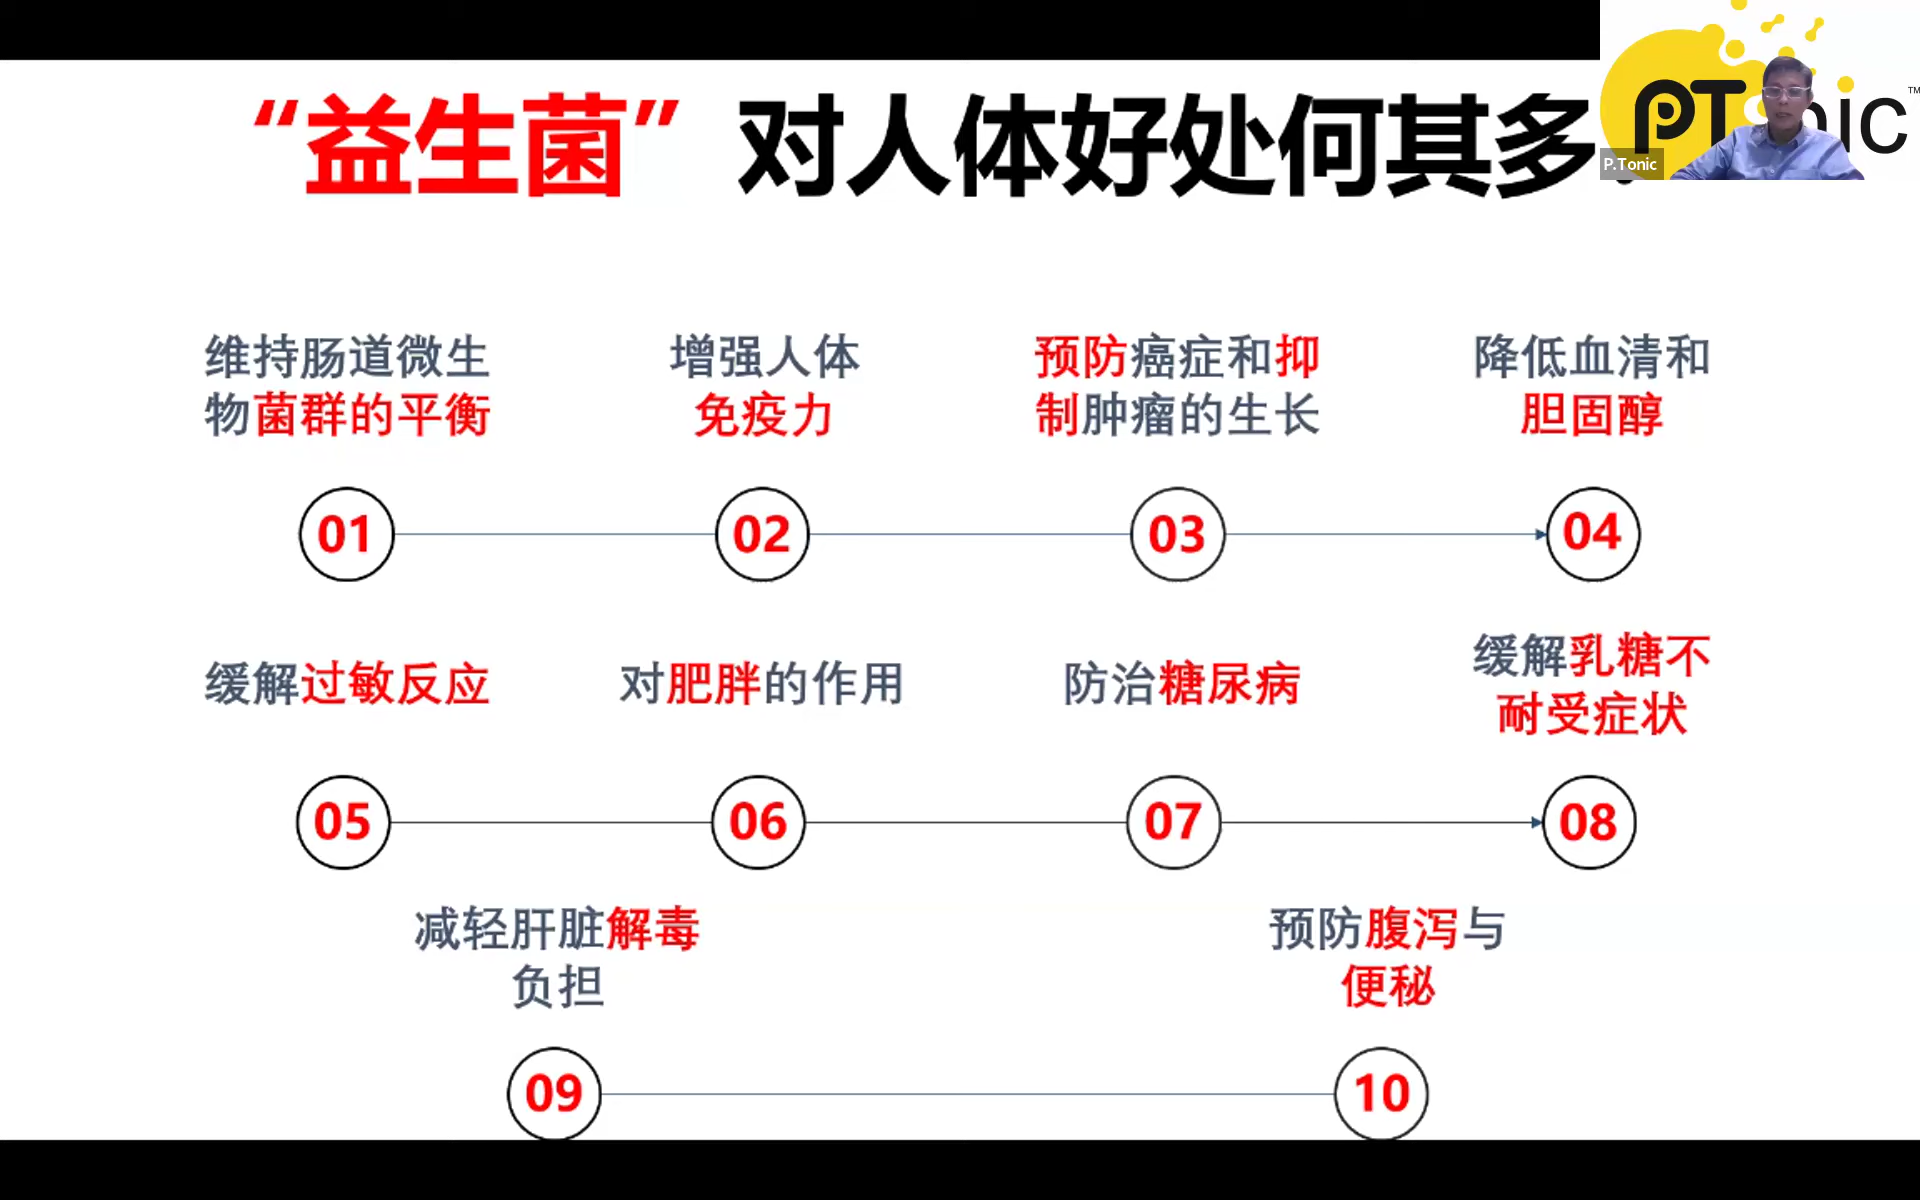 “益生菌” 对人体好处何其多
PTonic™
P.Tonic
维持肠道微生
物菌群的平衡
增强人体
免疫力
预防癌症和抑
制肿瘤的生长
降低血清和
胆固醇
01
02
03
04
缓解过敏反应
对肥胖的作用
防治糖尿病
缓解乳糖不
耐受症状
05
06
07
08
减轻肝脏解毒
负担
预防腹泻与
便秘
09
10